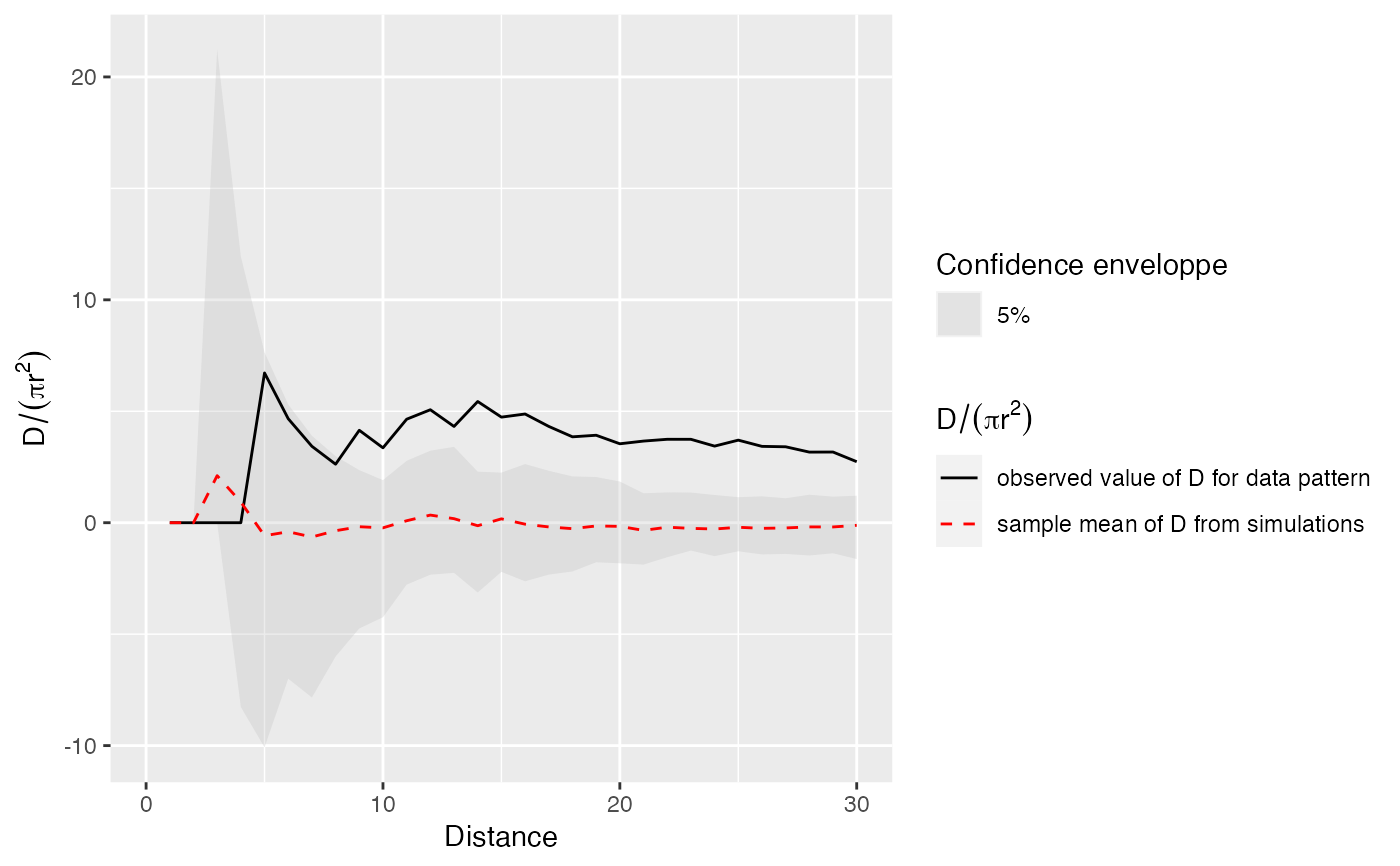 20
10
0
-10
0
10
20
30
Distance
D/(πr²)
Confidence enveloppe
5%
D/(πr²)
observed value of D for data pattern
sample mean of D from simulations